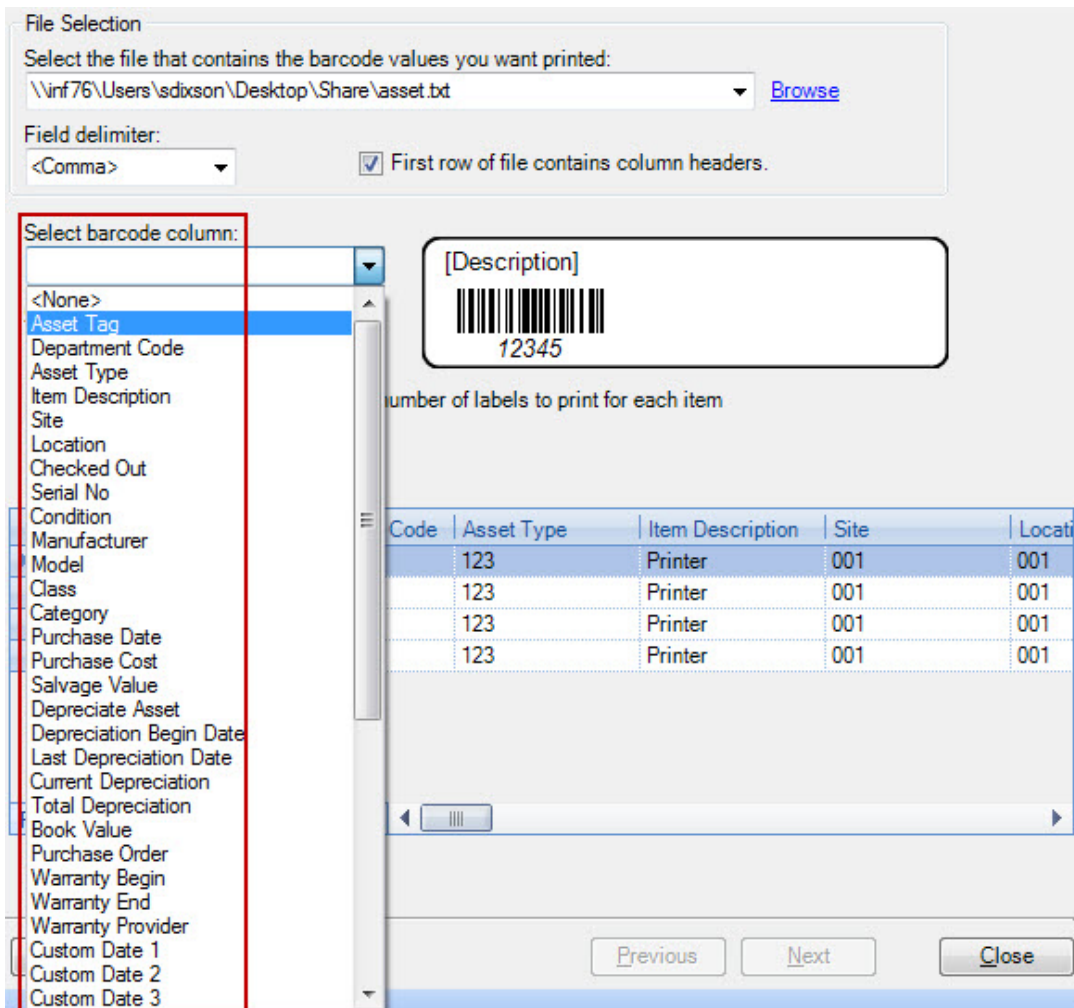 File Selection
Select the file that contains the barcode values you want printed:
\\inf76\Users\sdixson\Desktop\Share\asset.txt Browse
Field delimiter:
<Comma> First row of file contains column headers.
Select barcode column:
[Description]
12345
<None>
Asset Tag
Department Code
Asset Type
Item Description
Site
Location
Checked Out
Serial No
Condition
Manufacturer
Model
Class
Category
Purchase Date
Purchase Cost
Salvage Value
Depreciate Asset
Depreciation Begin Date
Last Depreciation Date
Current Depreciation
Total Depreciation
Book Value
Purchase Order
Warranty Begin
Warranty End
Warranty Provider
Custom Date 1
Custom Date 2
Custom Date 3
number of labels to print for each item
Code Asset Type Item Description Site Locati
123 Printer 001 001
123 Printer 001 001
123 Printer 001 001
123 Printer 001 001
Previous Next Close